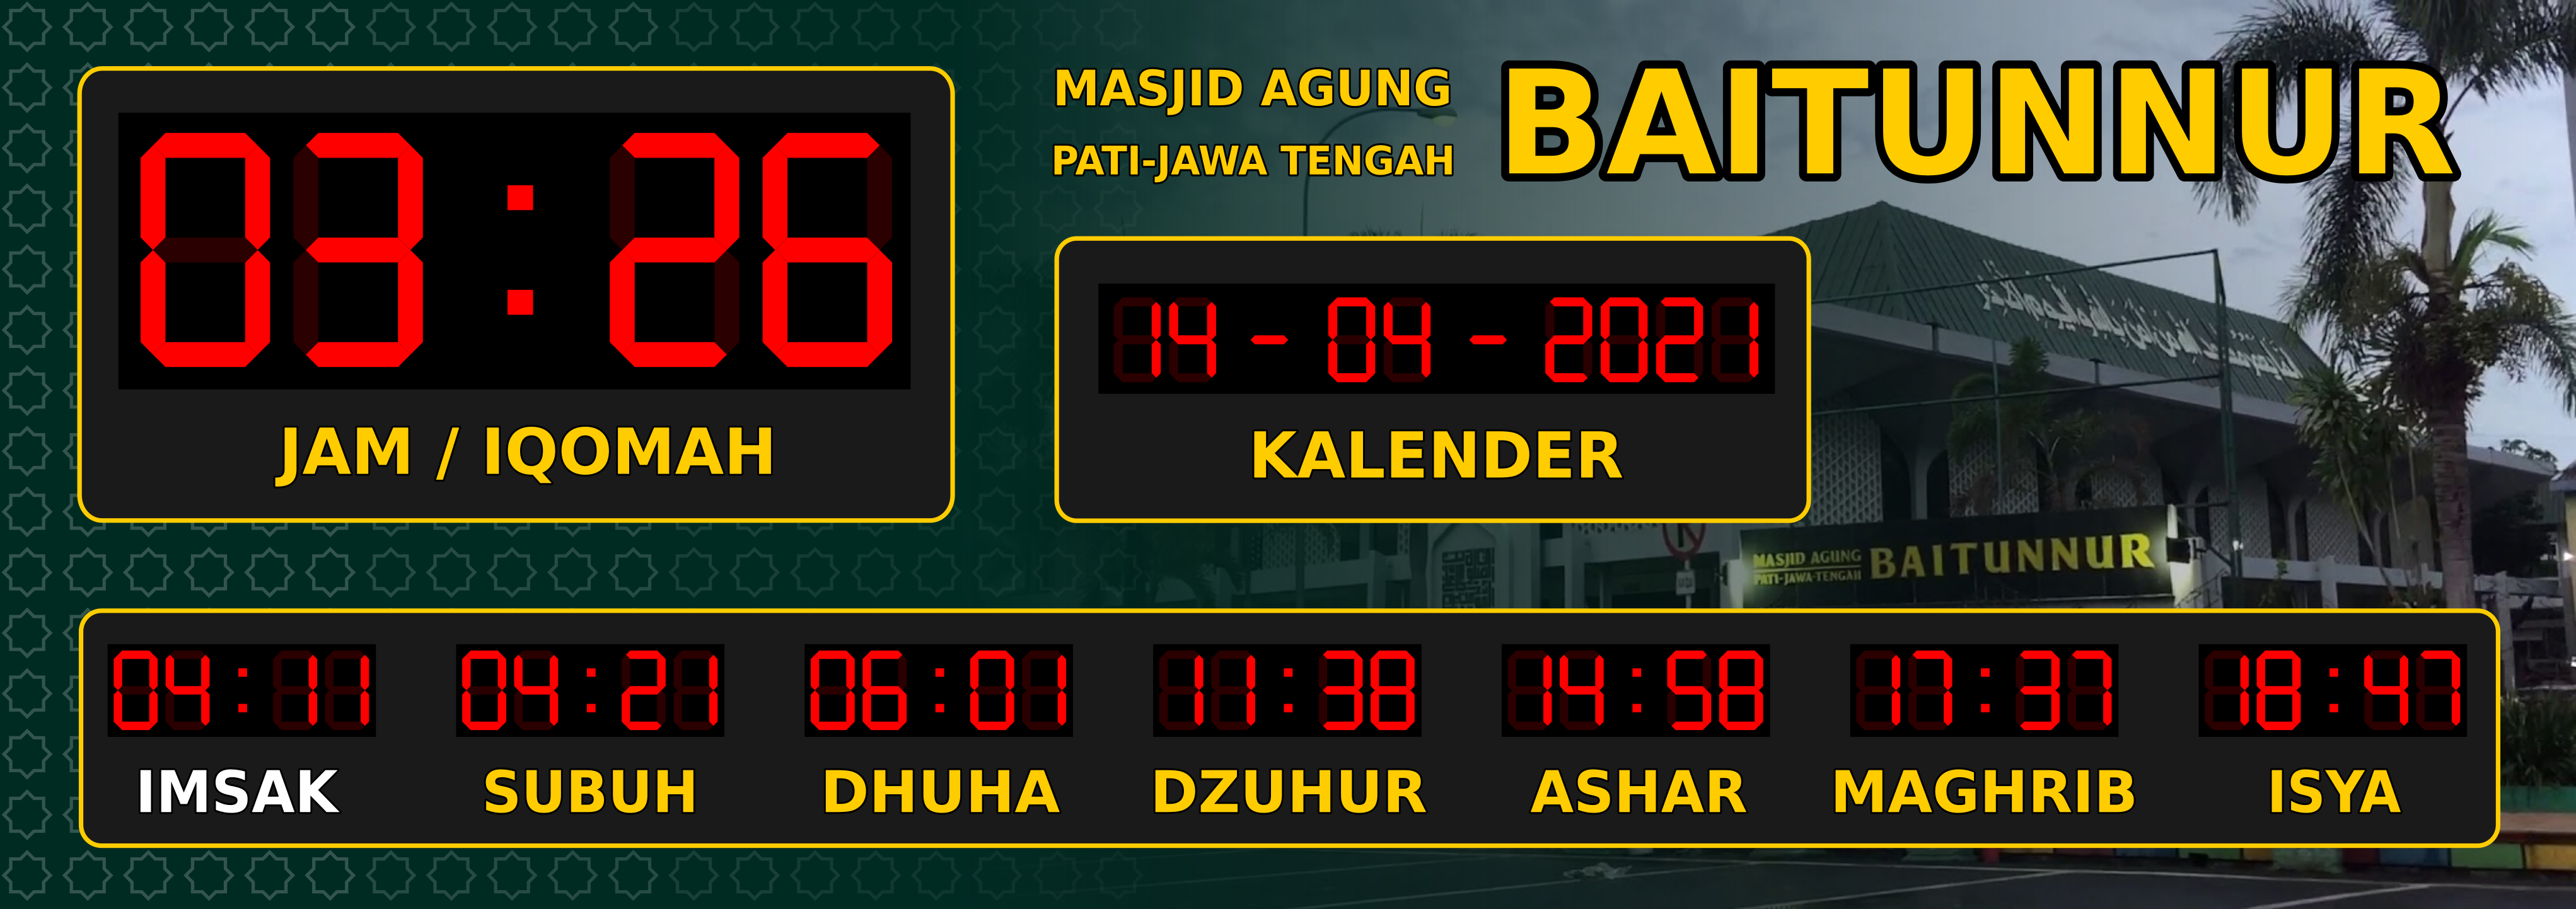 MASJID AGUNG
PATI-JAWA TENGAH
BAITUNNUR
03:26
JAM / IQOMAH
14-04-2021
KALENDER
MASJID AGUNG
PATI-JAWA-TENGAH
BAITUNNUR
04:11 04:21 06:01 11:38 14:58 17:37 18:47
IMSAK SUBUH DHUHA DZUHUR ASHAR MAGHRIB ISYA